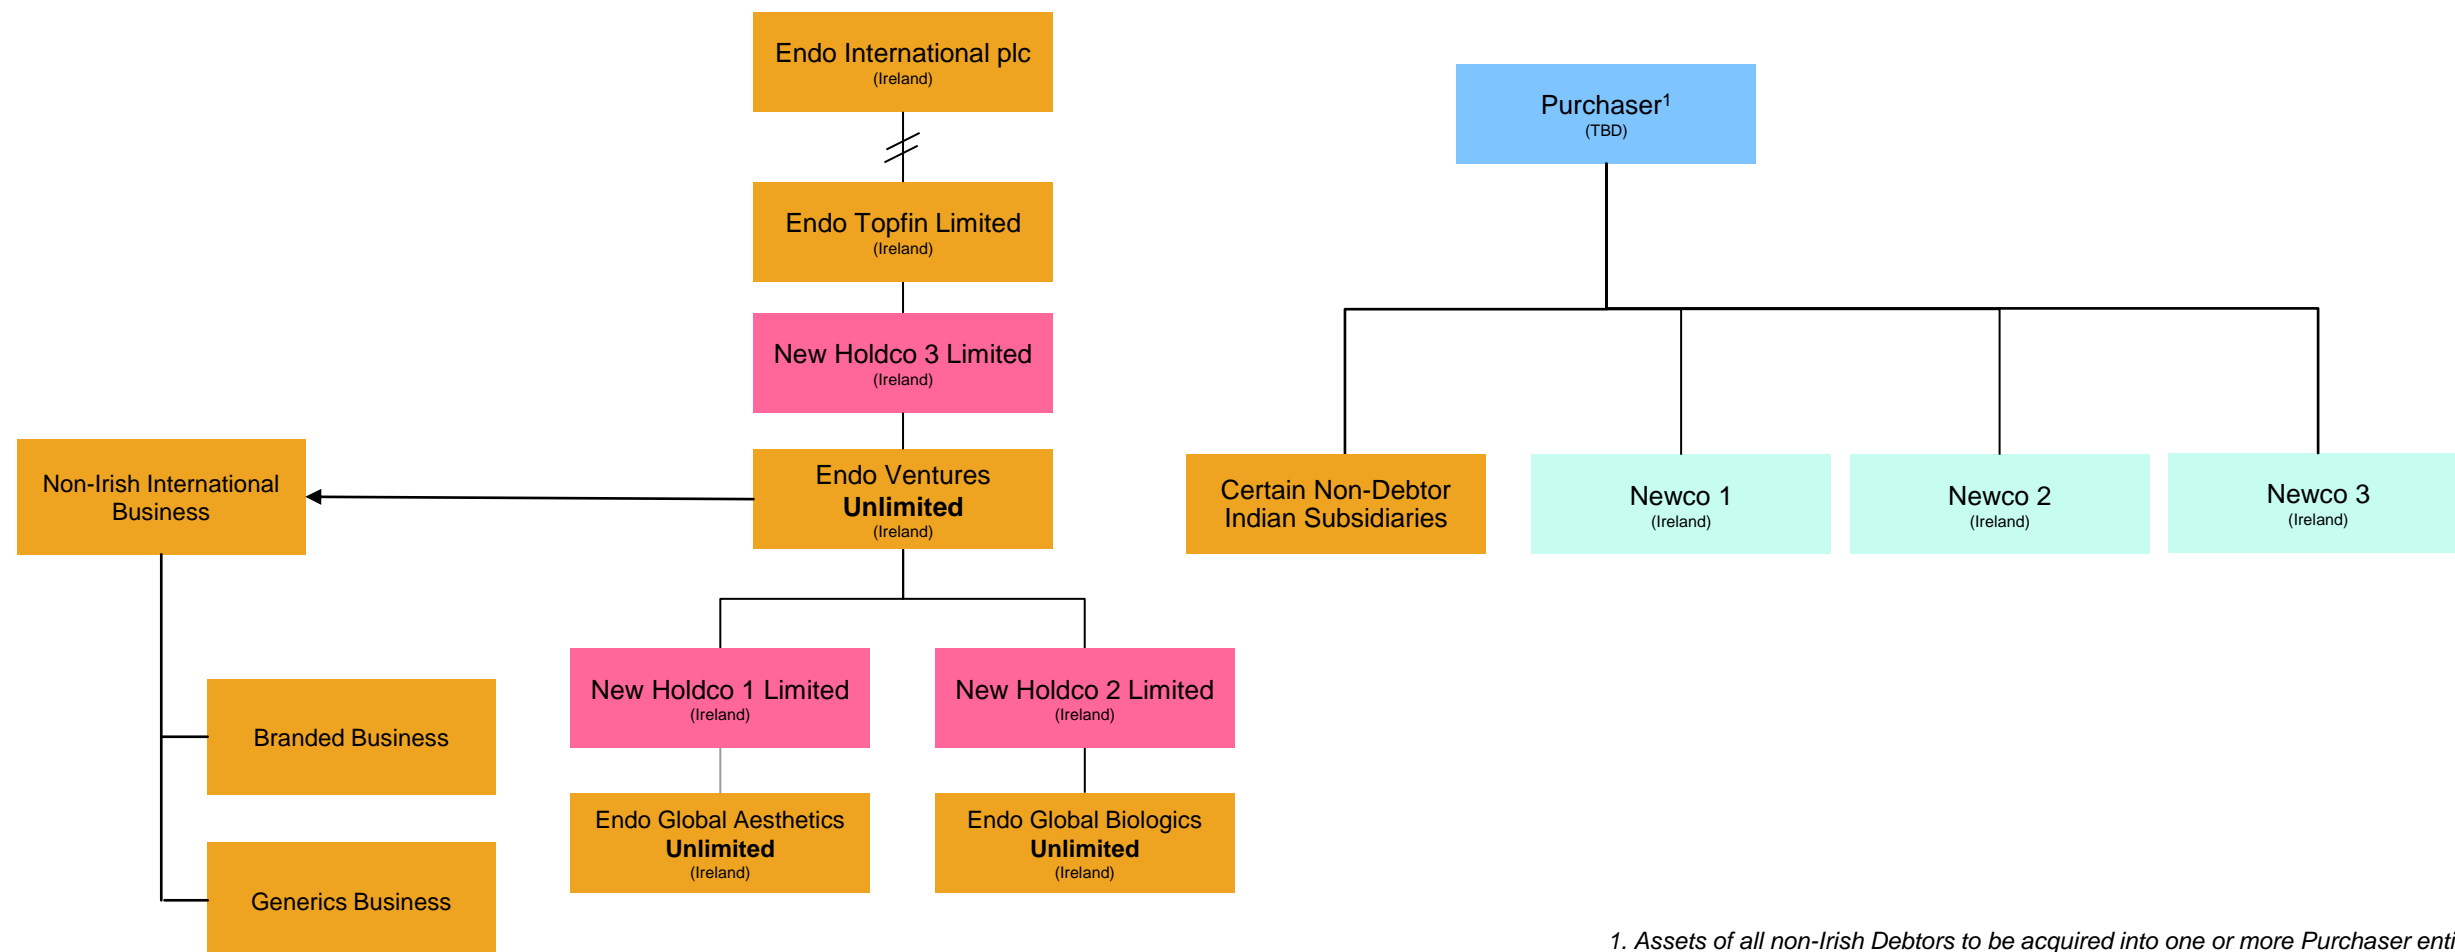 Endo International plc
(Ireland)
Purchaser1
(TBD)
Endo Topfin Limited
(Ireland)
New Holdco 3 Limited
(Ireland)
Non-Irish International
Business
Endo Ventures
Unlimited
(Ireland)
Certain Non-Debtor
Indian Subsidiaries
Newco 1
(Ireland)
Newco 2
(Ireland)
Newco 3
(Ireland)
New Holdco 1 Limited
(Ireland)
New Holdco 2 Limited
(Ireland)
Branded Business
Endo Global Aesthetics
Unlimited
(Ireland)
Endo Global Biologics
Unlimited
(Ireland)
Generics Business
1. Assets of all non-Irish Debtors to be acquired into one or more Purchaser enti